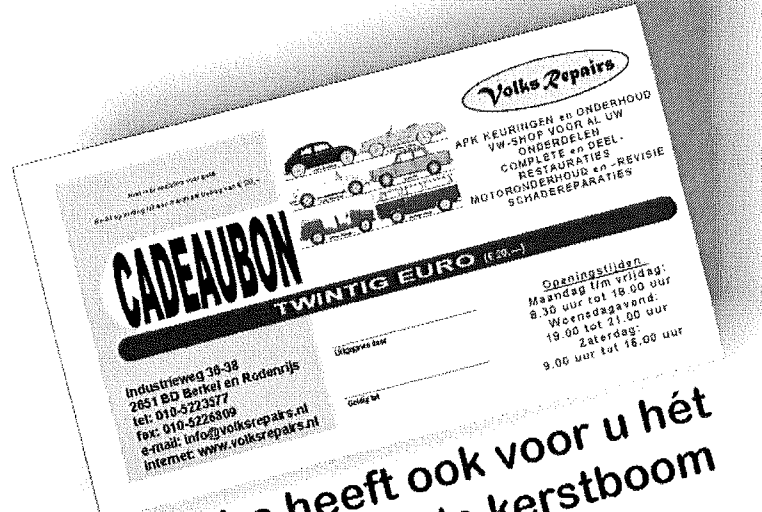 Volks Repairs
APK KEURINGEN en ONDERHOUD
VW-SHOP VOOR AL UW
ONDERDELEN
COMPLETE en DEEL-
RESTAURATIES
MOTORONDERHOUD en -REVISIE
SCHADEREPARATIES
CADEAUBON
TWINTIG EURO (€ 20,--)
Openingstijden
Maandag t/m vrijdag:
8.30 uur tot 18.00 uur
Woensdagavond:
19.00 tot 21.00 uur
Zaterdag:
9.00 uur tot 16.00 uur
Uitgegeven door
Geldig tot
Industrieweg 36-38
2651 BD Berkel en Rodenrijs
tel: 010-5223577
fax: 010-5226809
e-mail: info@volksrepairs.nl
Internet: www.volksrepairs.nl
heeft ook voor u hét
kerstboom